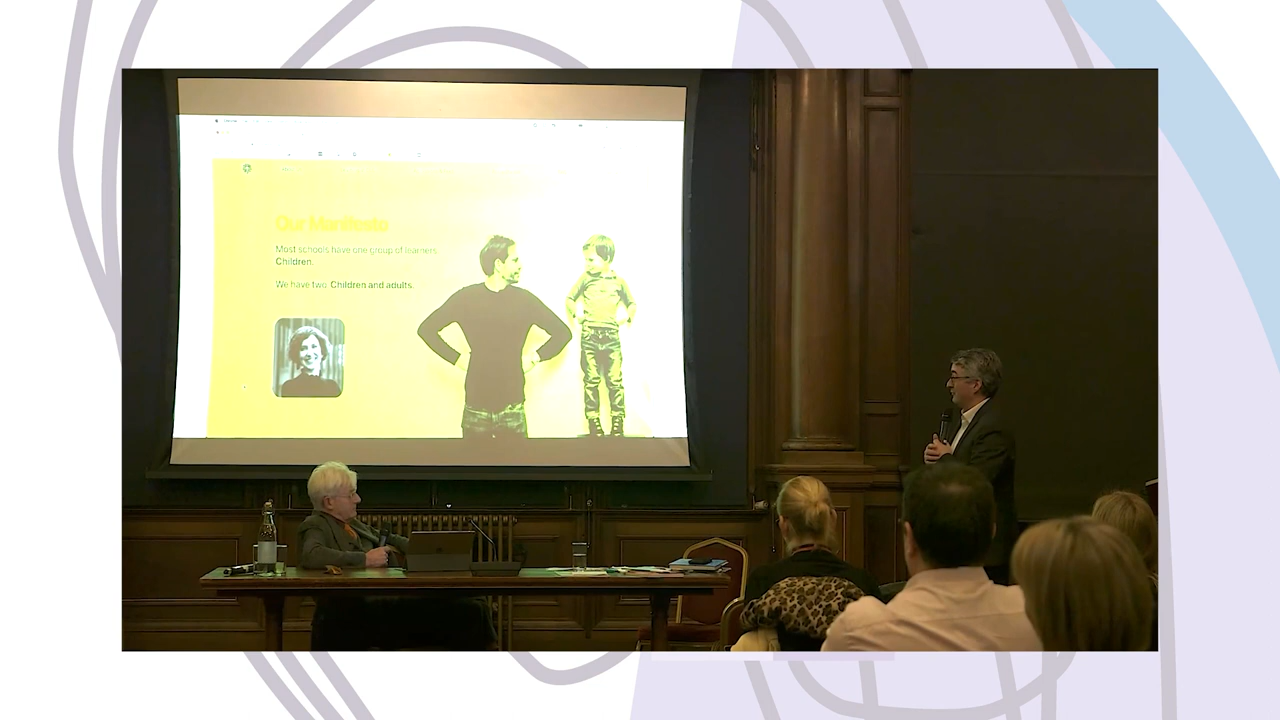 Our Manifesto
Most schools have one group of learners.
Children.
We have two. Children and adults.